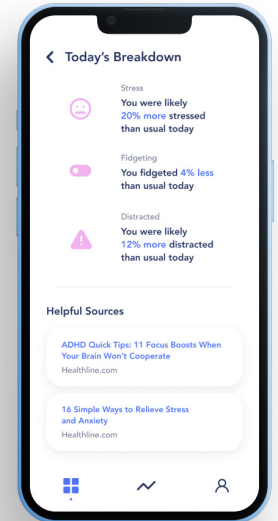 Today's Breakdown
Stress
You were likely
20% more stressed
than usual today
Fidgeting
You fidgeted 4% less
than usual today
Distracted
You were likely
12% more distracted
than usual today
Helpful Sources
ADHD Quick Tips: 11 Focus Boosts When
Your Brain Won't Cooperate
Healthline.com
16 Simple Ways to Relieve Stress
and Anxiety
Healthline.com